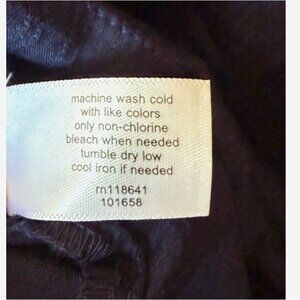 machine wash cold
with like colors
only non-chlorine
bleach when needed
tumble dry low
cool iron if needed
rn118641
101658